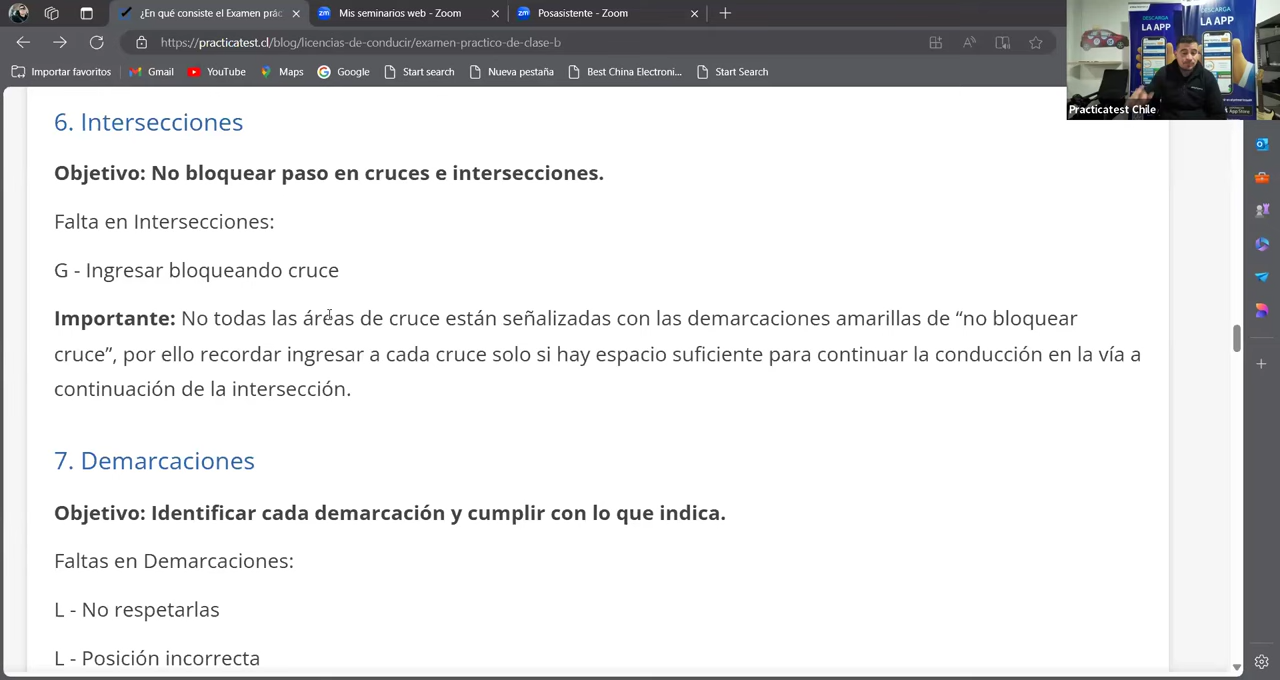 ¿En qué consiste el Examen prác
Mis seminarios web - Zoom
Posasistente - Zoom
https://practicatest.cl/blog/licencias-de-conducir/examen-practico-de-clase-b
Importar favoritos
Gmail
YouTube
Maps
Google
Start search
Nueva pestaña
Best China Electroni...
Start Search
DESCARGA
LA APP
DESCARGA
LA APP
Practicatest Chile
6. Intersecciones
Objetivo: No bloquear paso en cruces e intersecciones.
Falta en Intersecciones:
G - Ingresar bloqueando cruce
Importante: No todas las áreas de cruce están señalizadas con las demarcaciones amarillas de “no bloquear
cruce”, por ello recordar ingresar a cada cruce solo si hay espacio suficiente para continuar la conducción en la vía a
continuación de la intersección.
7. Demarcaciones
Objetivo: Identificar cada demarcación y cumplir con lo que indica.
Faltas en Demarcaciones:
L - No respetarlas
L - Posición incorrecta